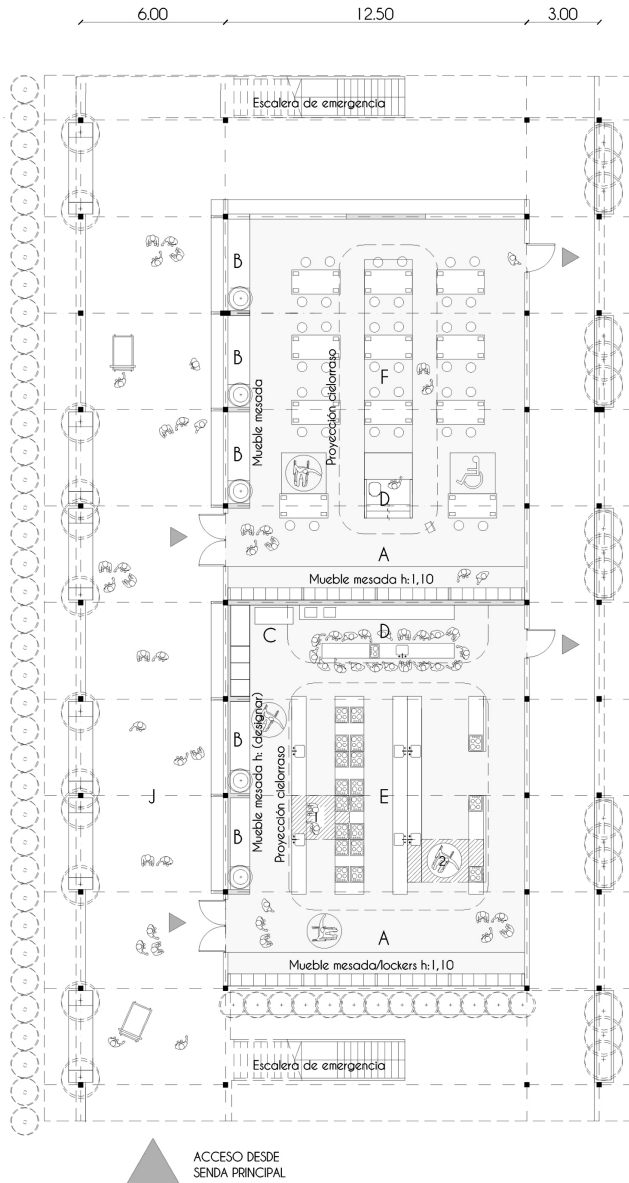 6.00
12.50
3.00
Escalera de emergencia
B
B
Mueble mesada
Proyección cielorraso
F
B
D
A
Mueble mesada h:1,10
C
D
Mueble mesada h: (designar)
Proyección cielorraso
B
J
E
1
B
2
A
Mueble mesada/lockers h:1,10
Escalera de emergencia
ACCESO DESDE
SENDA PRINCIPAL